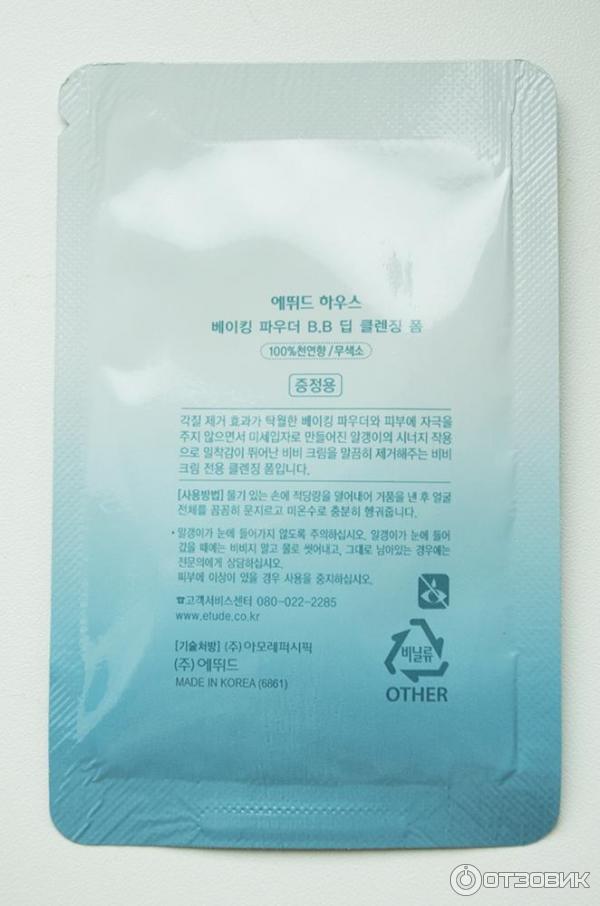 에뛰드 하우스
베이킹 파우더 B.B 딥 클렌징 폼
100%천연향/무색소
증정용
각질 제거 효과가 탁월한 베이킹 파우더와 피부에 자극을
주지 않으면서 미세입자로 만들어진 알갱이의 시너지 작용
으로 밀착감이 뛰어난 비비 크림을 말끔히 제거해주는 비비
크림 전용 클렌징 폼입니다.
[사용방법] 물기 있는 손에 적당량을 덜어내어 거품을 낸 후 얼굴
전체를 꼼꼼히 문지르고 미온수로 충분히 헹궈줍니다.
• 알갱이가 눈에 들어가지 않도록 주의하십시오. 알갱이가 눈에 들어
갔을 때에는 비비지 말고 물로 씻어내고, 그대로 남아있는 경우에는
전문의에게 상담하십시오.
피부에 이상이 있을 경우 사용을 중지하십시오.
☎고객서비스센터 080-022-2285
www.etude.co.kr
[기술처방] (주)아모레퍼시픽
(주)에뛰드
MADE IN KOREA (6861)
비닐류
OTHER
ОТЗОВИК